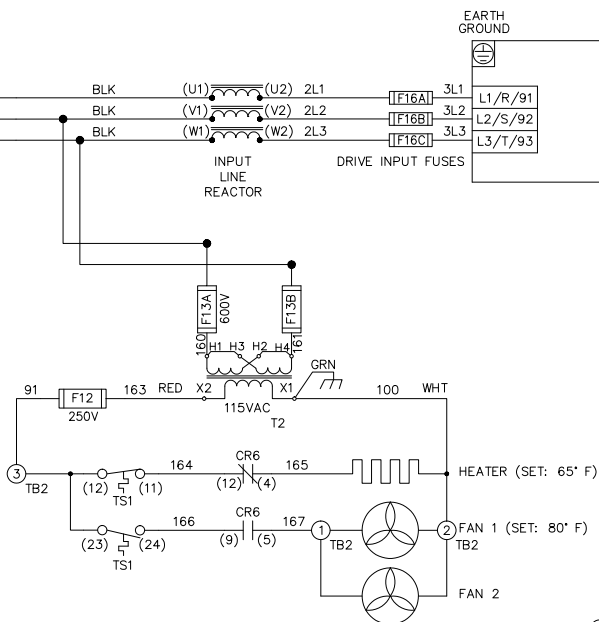 EARTH
GROUND
BLK (U1) (U2) 2L1 F16A 3L1 L1/R/91
BLK (V1) (V2) 2L2 F16B 3L2 L2/S/92
BLK (W1) (W2) 2L3 F16C 3L3 L3/T/93
INPUT
LINE
REACTOR
DRIVE INPUT FUSES
F13A
600V
F13B
160
161
H1 H3 H2 H4
GRN
91 F12 163 RED X2 X1 100 WHT
250V
115VAC
T2
3
TB2
(12) (11) 164 CR6 165 HEATER (SET: 65° F)
TS1
(12) (4)
(23) (24) 166 CR6 167 1 2 FAN 1 (SET: 80° F)
TS1
(9) (5)
TB2 TB2
FAN 2